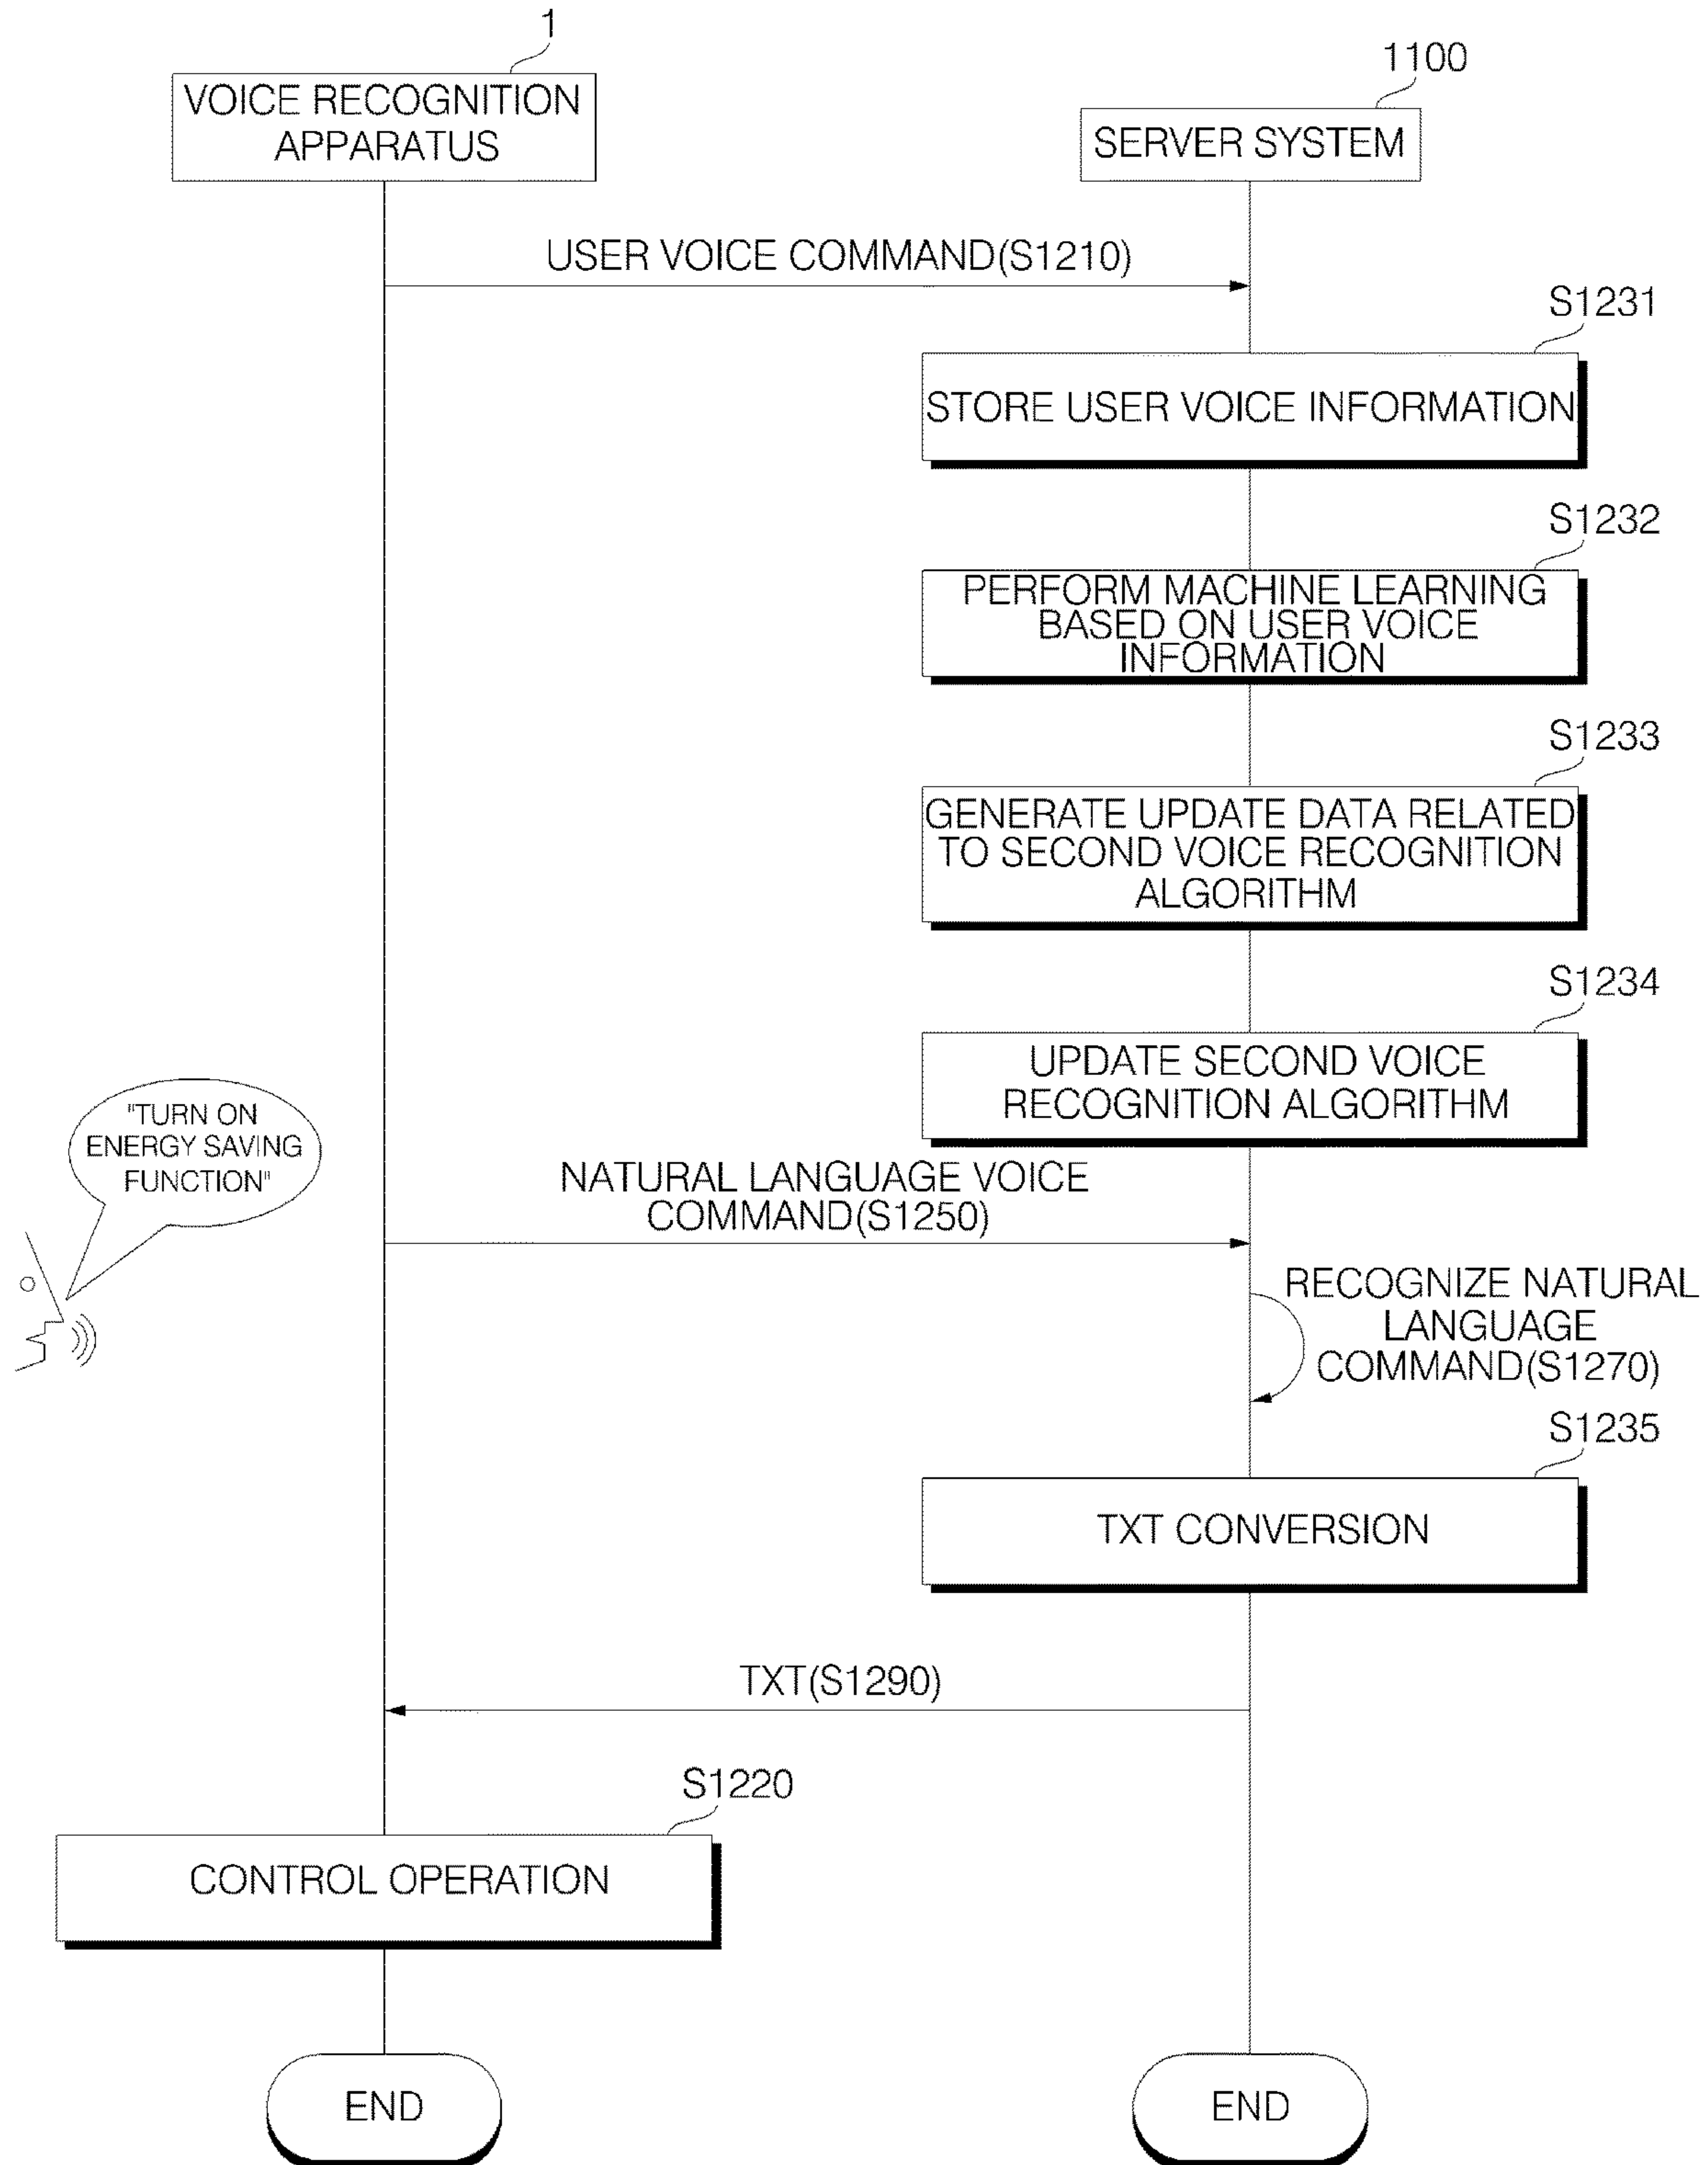 1
VOICE RECOGNITION
APPARATUS
1100
SERVER SYSTEM
USER VOICE COMMAND(S1210)
S1231
STORE USER VOICE INFORMATION
S1232
PERFORM MACHINE LEARNING
BASED ON USER VOICE
INFORMATION
S1233
GENERATE UPDATE DATA RELATED
TO SECOND VOICE RECOGNITION
ALGORITHM
S1234
UPDATE SECOND VOICE
RECOGNITION ALGORITHM
"TURN ON
ENERGY SAVING
FUNCTION"
NATURAL LANGUAGE VOICE
COMMAND(S1250)
RECOGNIZE NATURAL
LANGUAGE
COMMAND(S1270)
S1235
TXT CONVERSION
TXT(S1290)
S1220
CONTROL OPERATION
END
END